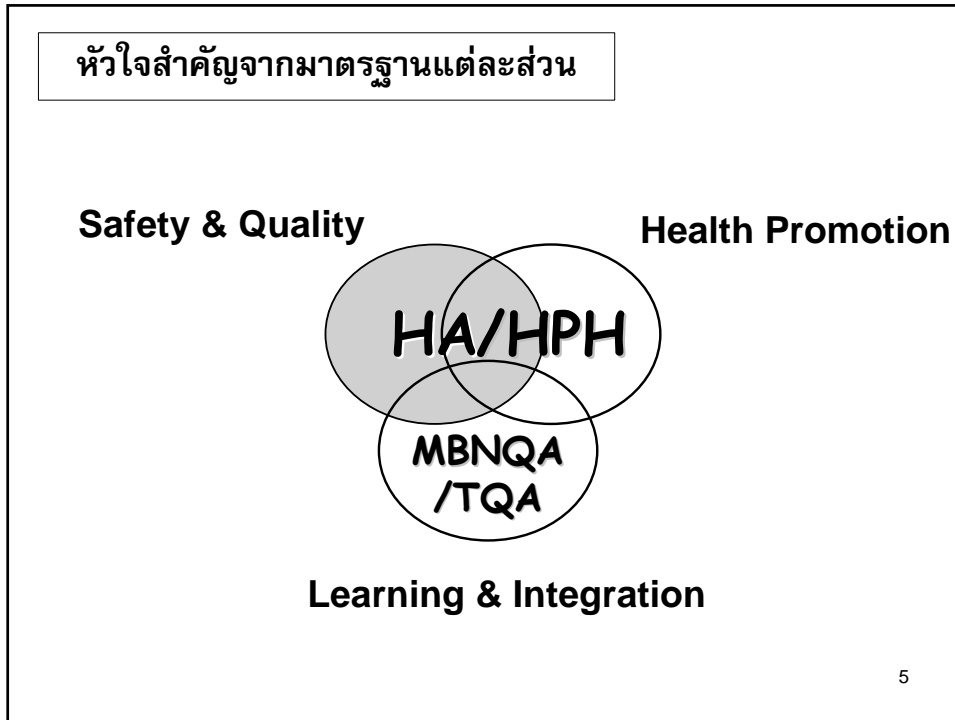 หัวใจสำคัญจากมาตรฐานแต่ละส่วน
Safety & Quality
Health Promotion
HA/HPH
MBNQA
/TQA
Learning & Integration
5